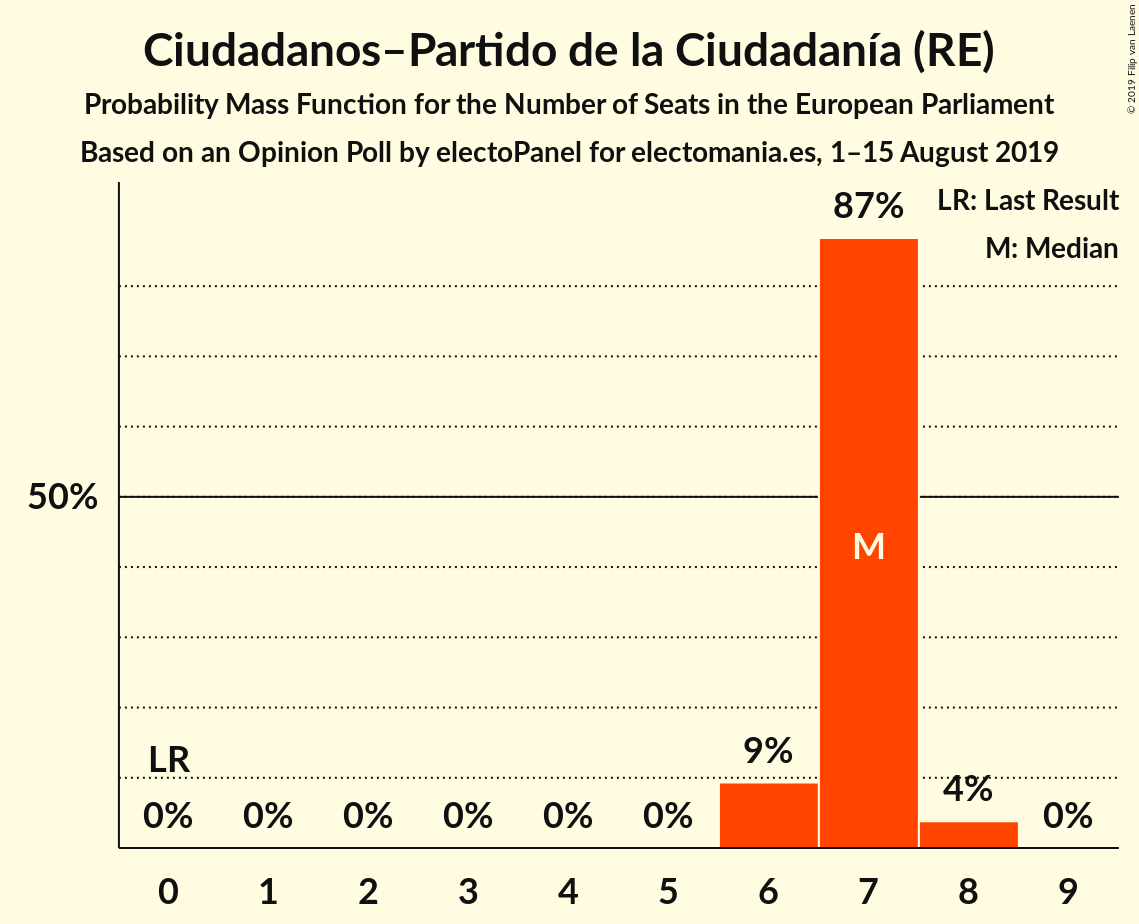 Ciudadanos–Partido de la Ciudadanía (RE)
Probability Mass Function for the Number of Seats in the European Parliament
Based on an Opinion Poll by electoPanel for electomania.es, 1–15 August 2019
© 2019 Filip van Laenen
LR: Last Result
M: Median
87%
50%
M
LR
9%
4%
0% 0% 0% 0% 0% 0% 0%
0 1 2 3 4 5 6 7 8 9